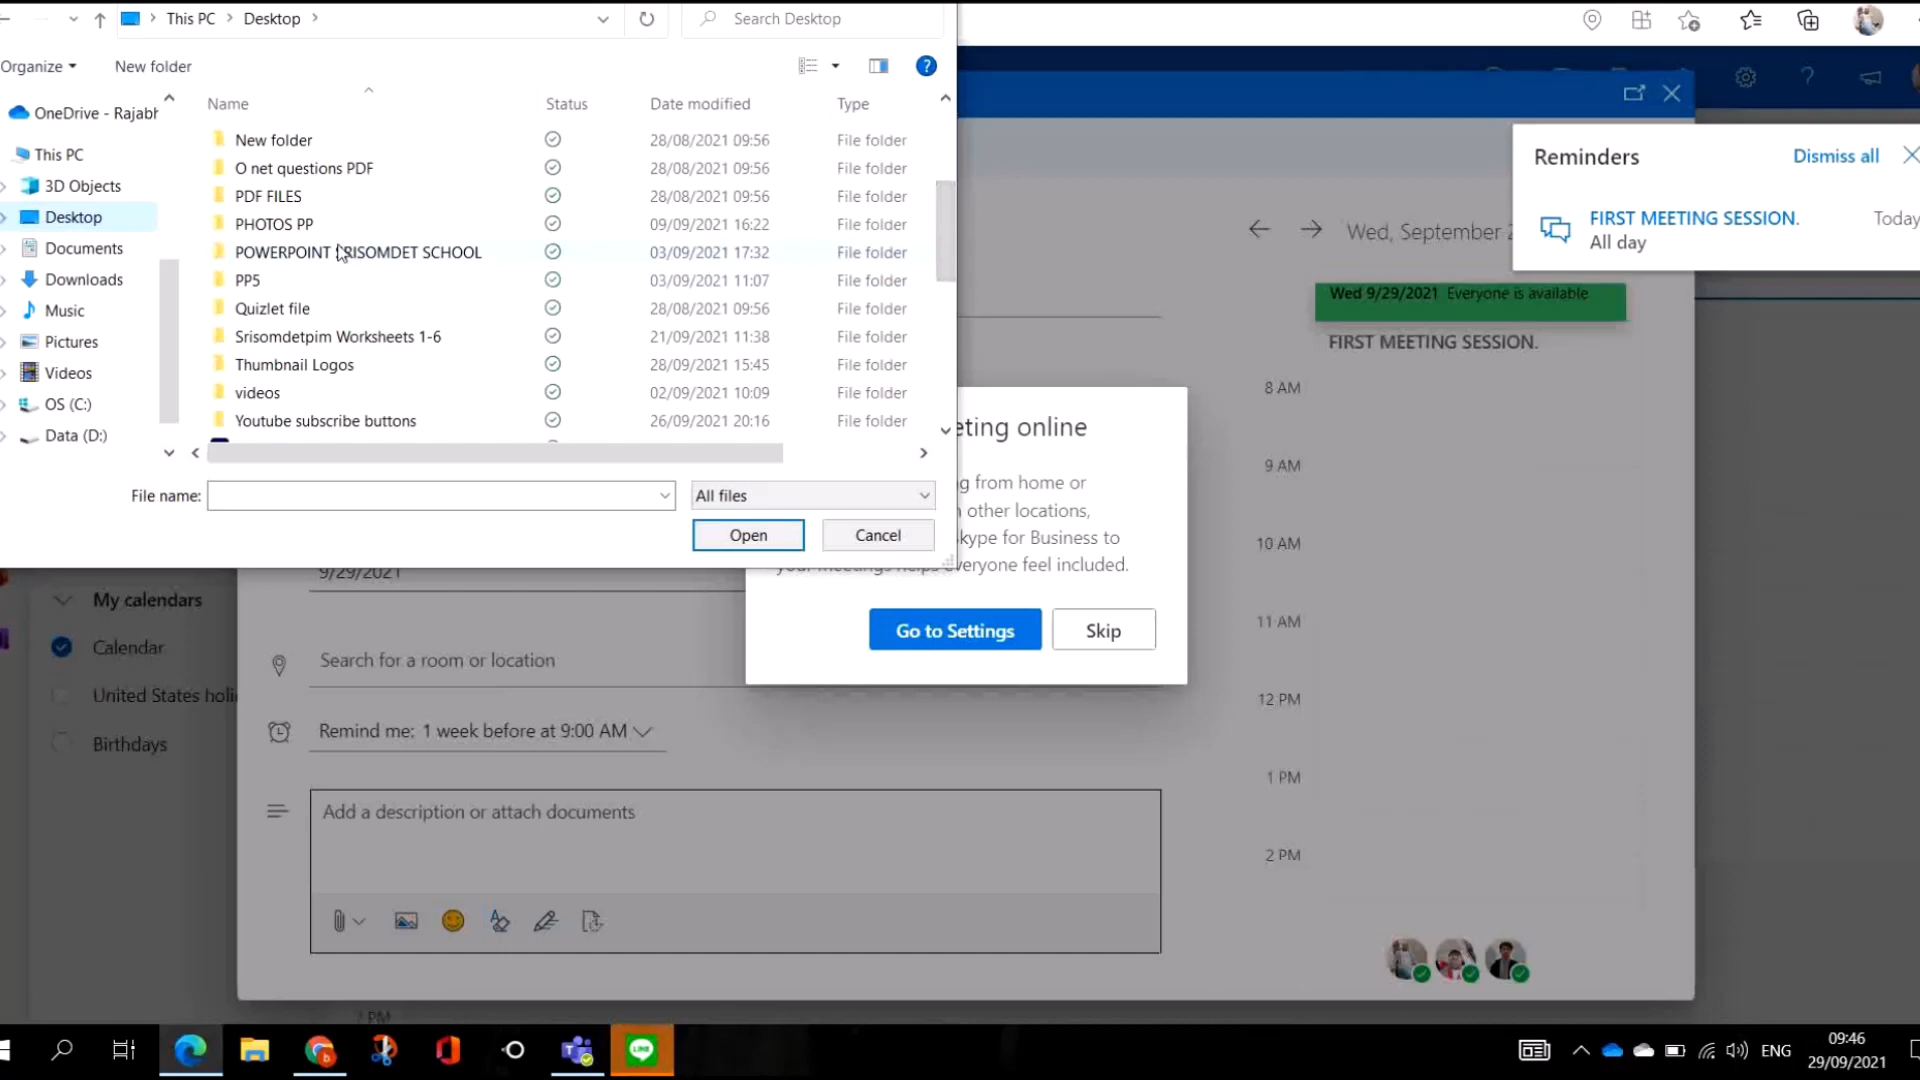 This PC
Desktop
Search Desktop
Organize
New folder
Name
Status
Date modified
Type
OneDrive - Rajabh
This PC
3D Objects
Desktop
Documents
Downloads
Music
Pictures
Videos
OS (C:)
Data (D:)
New folder 28/08/2021 09:56 File folder
O net questions PDF 28/08/2021 09:56 File folder
PDF FILES 28/08/2021 09:56 File folder
PHOTOS PP 09/09/2021 16:22 File folder
POWERPOINT SRISOMDET SCHOOL 03/09/2021 17:32 File folder
PP5 03/09/2021 11:07 File folder
Quizlet file 28/08/2021 09:56 File folder
Srisomdetpim Worksheets 1-6 21/09/2021 11:38 File folder
Thumbnail Logos 28/09/2021 15:45 File folder
videos 02/09/2021 10:09 File folder
Youtube subscribe buttons 26/09/2021 20:16 File folder
File name:
All files
Open
Cancel
Reminders
Dismiss all
FIRST MEETING SESSION.
Today
All day
Wed, September 2
Wed 9/29/2021 Everyone is available
FIRST MEETING SESSION.
8 AM
9 AM
10 AM
11 AM
12 PM
1 PM
2 PM
eting online
g from home or
other locations,
kype for Business to
your meetings helps everyone feel included.
Go to Settings
Skip
9/29/2021
My calendars
Calendar
United States holi
Birthdays
Search for a room or location
Remind me: 1 week before at 9:00 AM
Add a description or attach documents
7 PM
ENG
09:46
29/09/2021